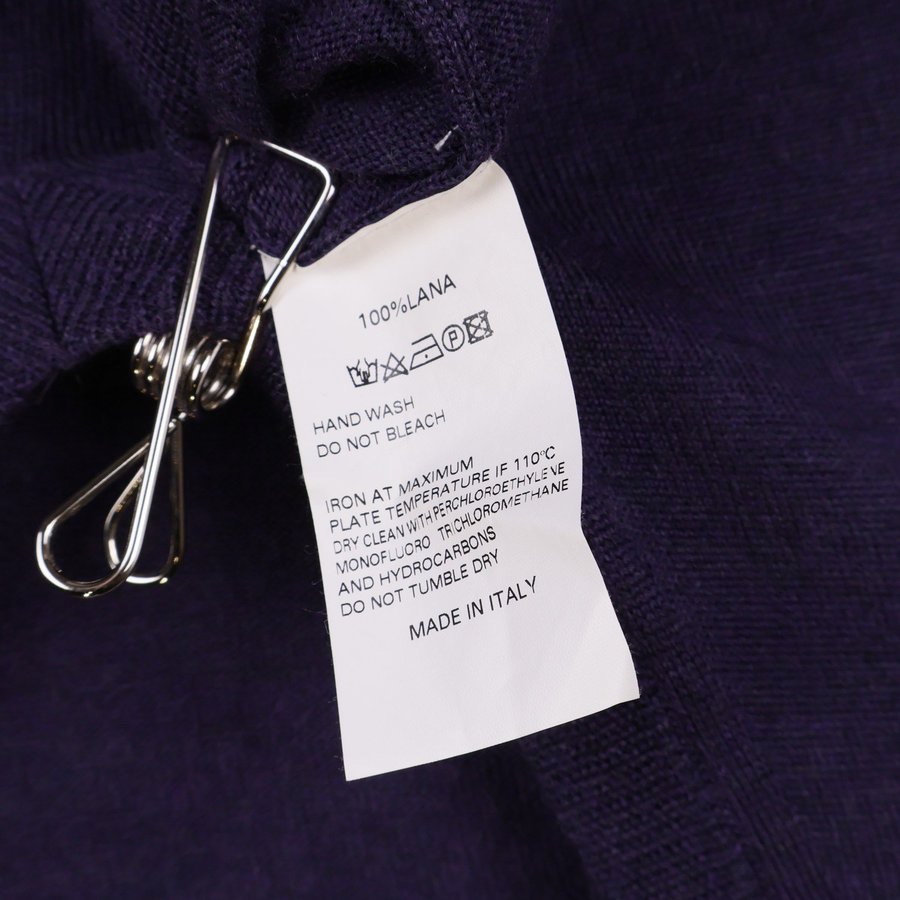 100%LANA
P
HAND WASH
DO NOT BLEACH
IRON AT MAXIMUM
PLATE TEMPERATURE IF 110°C
DRY CLEAN WITH PERCHLOROETHYLENE
MONOFLUORO TRICHLOROMETHANE
AND HYDROCARBONS
DO NOT TUMBLE DRY
MADE IN ITALY